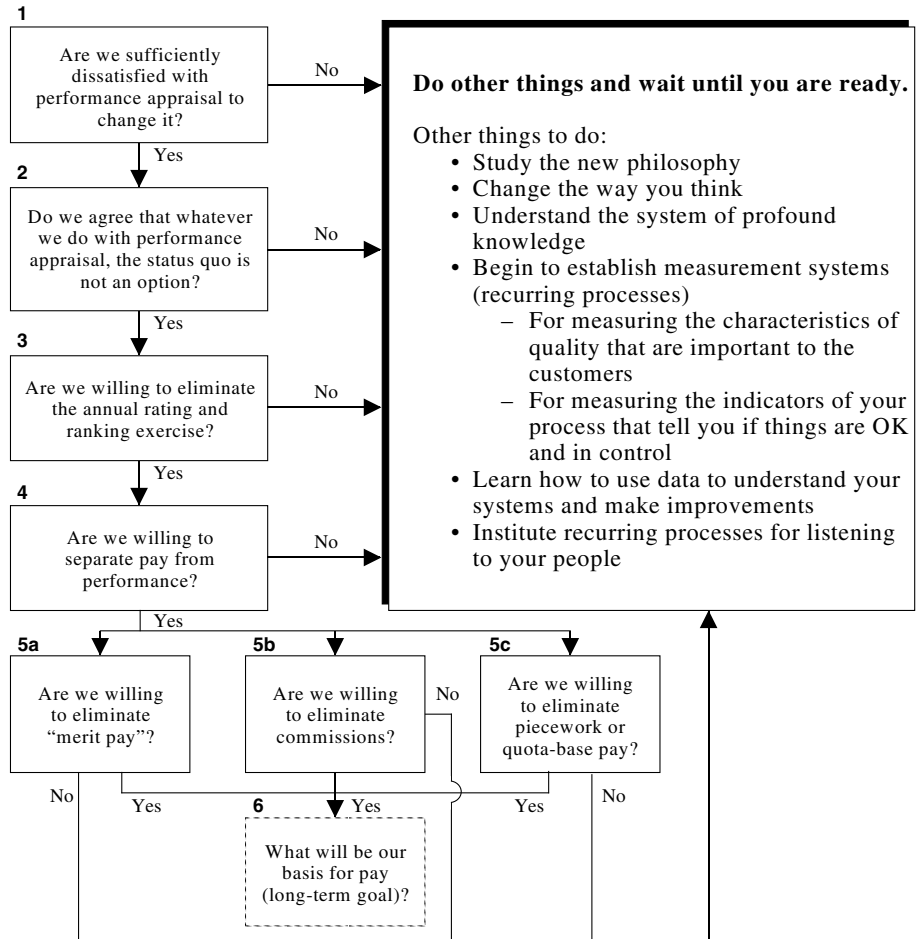 1
Are we sufficiently
dissatisfied with
performance appraisal to
change it?
No
Yes
2
Do we agree that whatever
we do with performance
appraisal, the status quo is
not an option?
No
Yes
3
Are we willing to eliminate
the annual rating and
ranking exercise?
No
Yes
4
Are we willing to
separate pay from
performance?
No
Yes
Do other things and wait until you are ready.
Other things to do:
• Study the new philosophy
• Change the way you think
• Understand the system of profound
knowledge
• Begin to establish measurement systems
(recurring processes)
– For measuring the characteristics of
quality that are important to the
customers
– For measuring the indicators of your
process that tell you if things are OK
and in control
• Learn how to use data to understand your
systems and make improvements
• Institute recurring processes for listening
to your people
5a
Are we willing
to eliminate
“merit pay”?
No
Yes
5b
Are we willing
to eliminate
commissions?
No
Yes
5c
Are we willing
to eliminate
piecework or
quota-base pay?
Yes
No
6
What will be our
basis for pay
(long-term goal)?